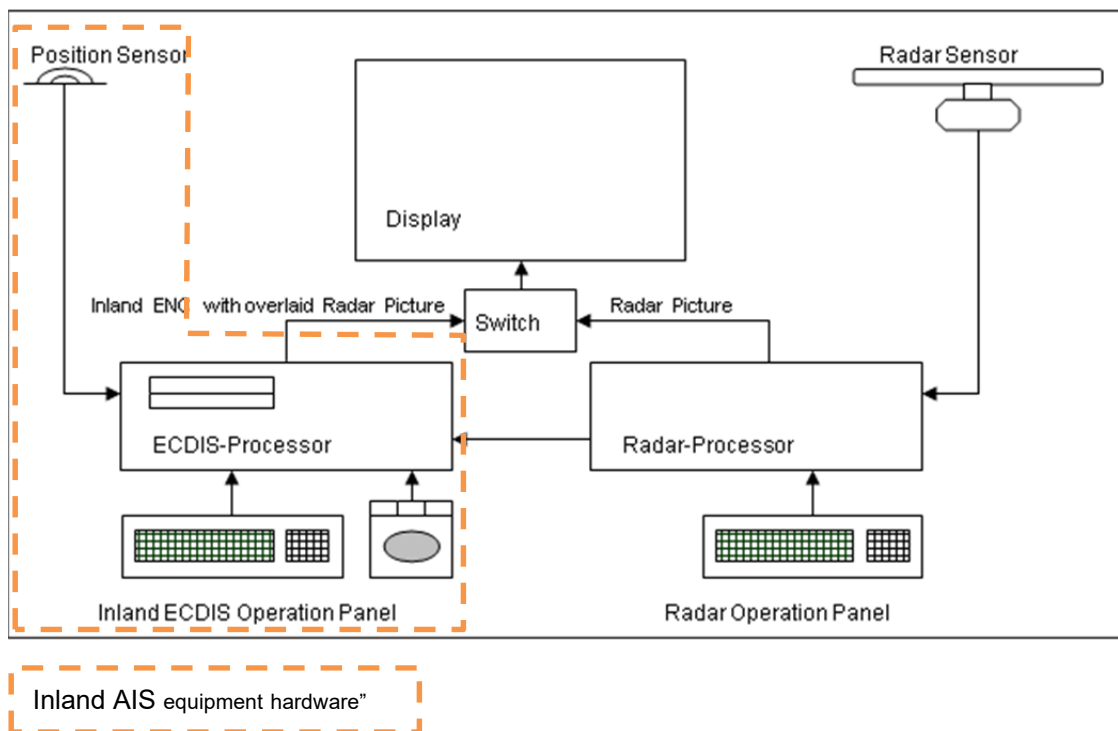 Position Sensor
Radar Sensor
Display
Inland ENC with overlaid Radar Picture
Switch
Radar Picture
ECDIS-Processor
Radar-Processor
Inland ECDIS Operation Panel
Radar Operation Panel
Inland AIS equipment hardware”